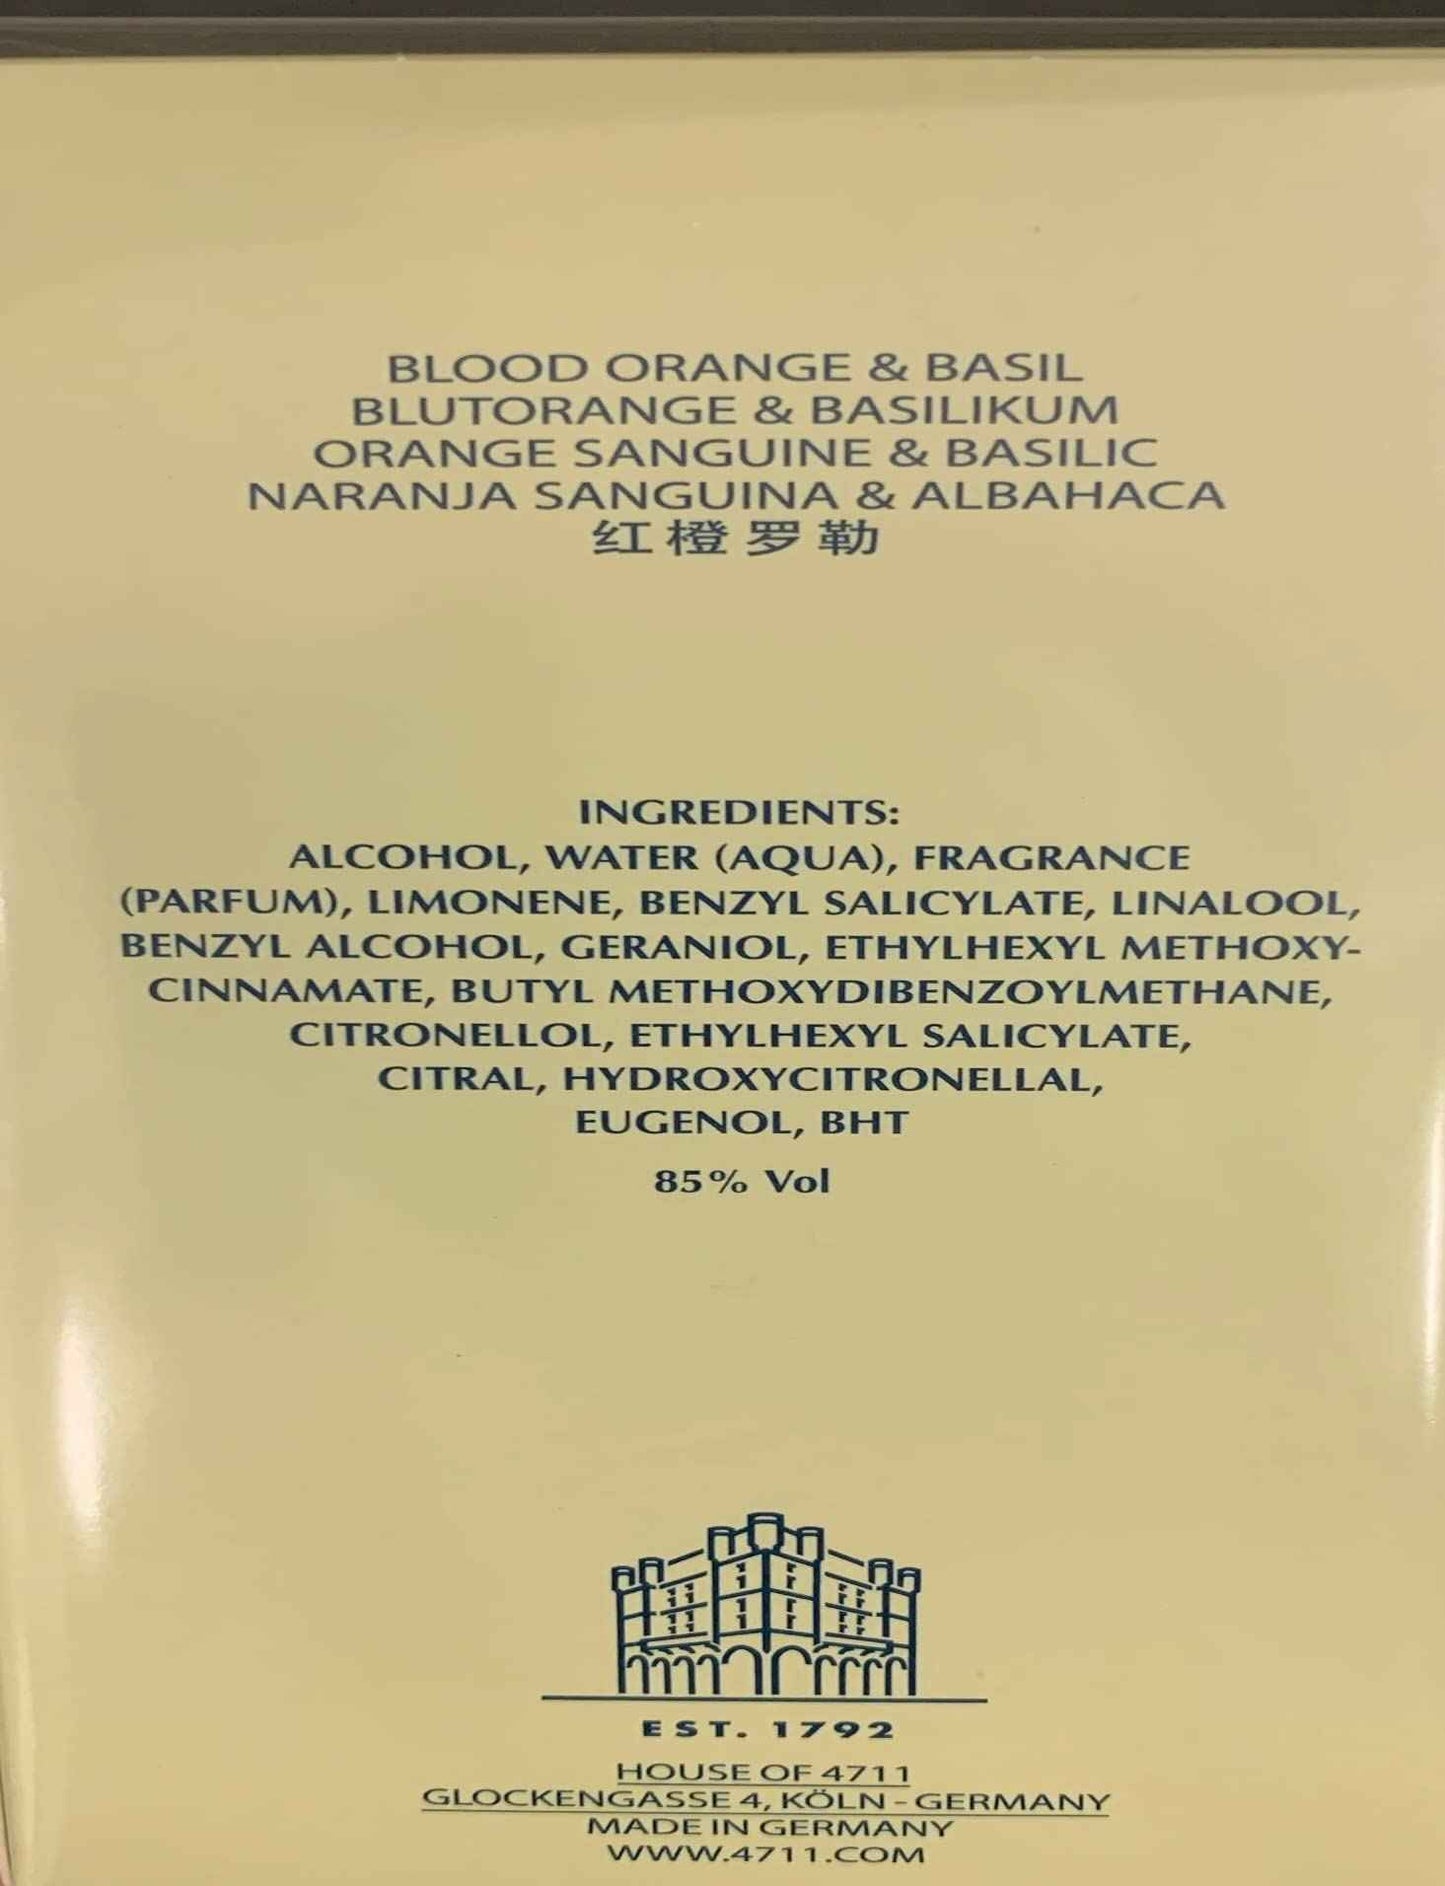 BLOOD ORANGE & BASIL
BLUTORANGE & BASILIKUM
ORANGE SANGUINE & BASILIC
NARANJA SANGUINA & ALBAHACA
红橙罗勒
INGREDIENTS:
ALCOHOL, WATER (AQUA), FRAGRANCE
(PARFUM), LIMONENE, BENZYL SALICYLATE, LINALOOL,
BENZYL ALCOHOL, GERANIOL, ETHYLHEXYL METHOXY-
CINNAMATE, BUTYL METHOXYDIBENZOYLMETHANE,
CITRONELLOL, ETHYLHEXYL SALICYLATE,
CITRAL, HYDROXYCITRONELLAL,
EUGENOL, BHT
85% Vol
EST. 1792
HOUSE OF 4711
GLOCKENGASSE 4, KÖLN - GERMANY
MADE IN GERMANY
WWW.4711.COM